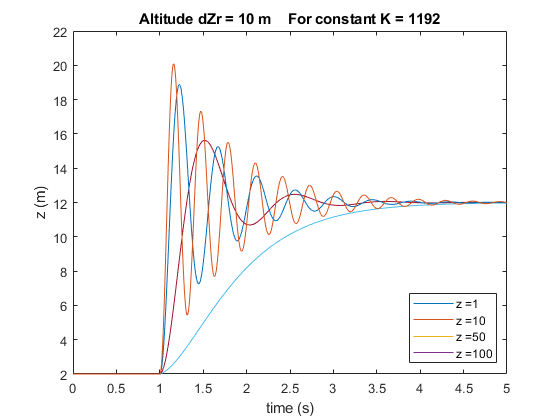 Altitude dZr = 10 m    For constant K = 1192
22
20
18
16
14
12
10
8
6
4
2
z (m)
z =1
z =10
z =50
z =100
0 0.5 1 1.5 2 2.5 3 3.5 4 4.5 5
time (s)